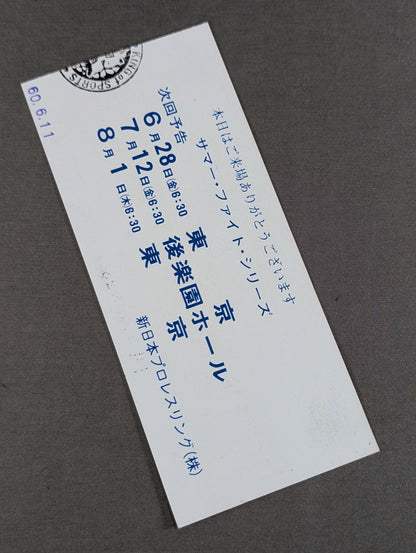 KING of SPORTS
60.6.11
本日はご来場ありがとうございます
サマー・ファイト・シリーズ
次回予告
6月28日(金)6:30 東京
7月12日(金)6:30 後楽園ホール
8月1日(木)6:30 東京
新日本プロレスリング(株)